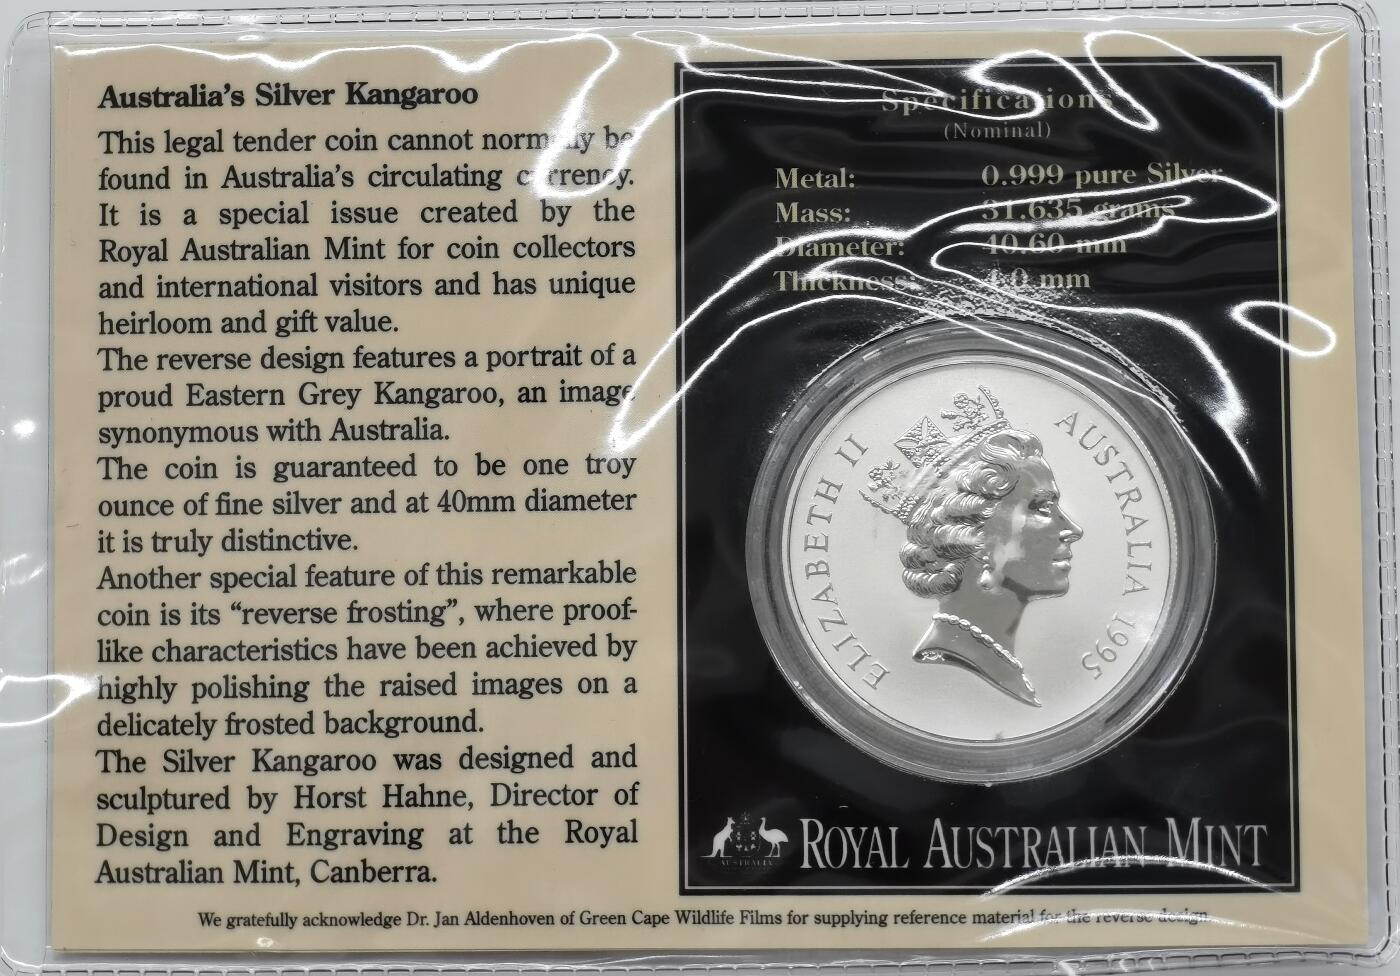 Australia's Silver Kangaroo
This legal tender coin cannot normally be
found in Australia's circulating currency.
It is a special issue created by the
Royal Australian Mint for coin collectors
and international visitors and has unique
heirloom and gift value.
The reverse design features a portrait of a
proud Eastern Grey Kangaroo, an image
synonymous with Australia.
The coin is guaranteed to be one troy
ounce of fine silver and at 40mm diameter
it is truly distinctive.
Another special feature of this remarkable
coin is its “reverse frosting”, where proof-
like characteristics have been achieved by
highly polishing the raised images on a
delicately frosted background.
The Silver Kangaroo was designed and
sculptured by Horst Hahne, Director of
Design and Engraving at the Royal
Australian Mint, Canberra.
Specifications
(Nominal)
Metal: 0.999 pure Silver
Mass: 31.635 grams
Diameter: 40.60 mm
Thickness: 4.0 mm
ELIZABETH II
AUSTRALIA 1995
AUSTRALIA
ROYAL AUSTRALIAN MINT
We gratefully acknowledge Dr. Jan Aldenhoven of Green Cape Wildlife Films for supplying reference material for the reverse design.